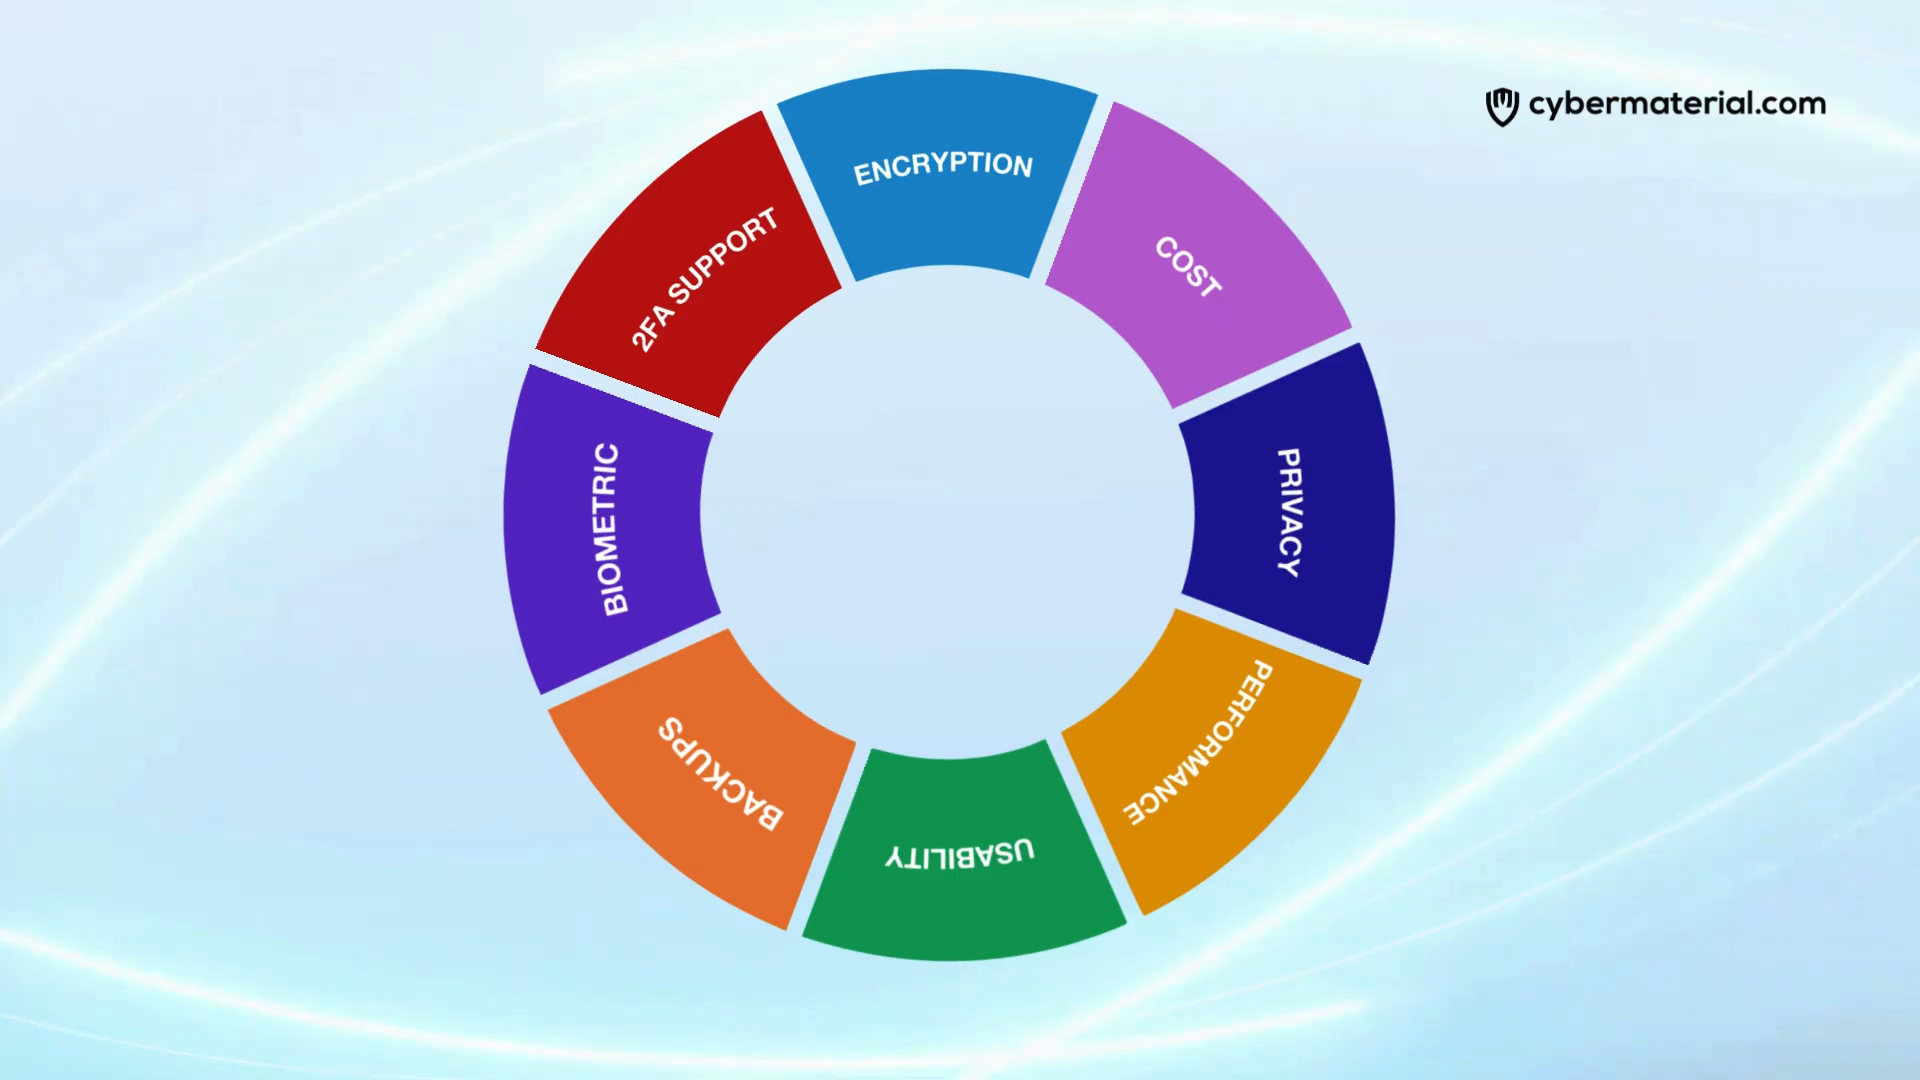 cybermaterial.com
ENCRYPTION
COST
PRIVACY
PERFORMANCE
USABILITY
BACKUPS
BIOMETRIC
2FA SUPPORT